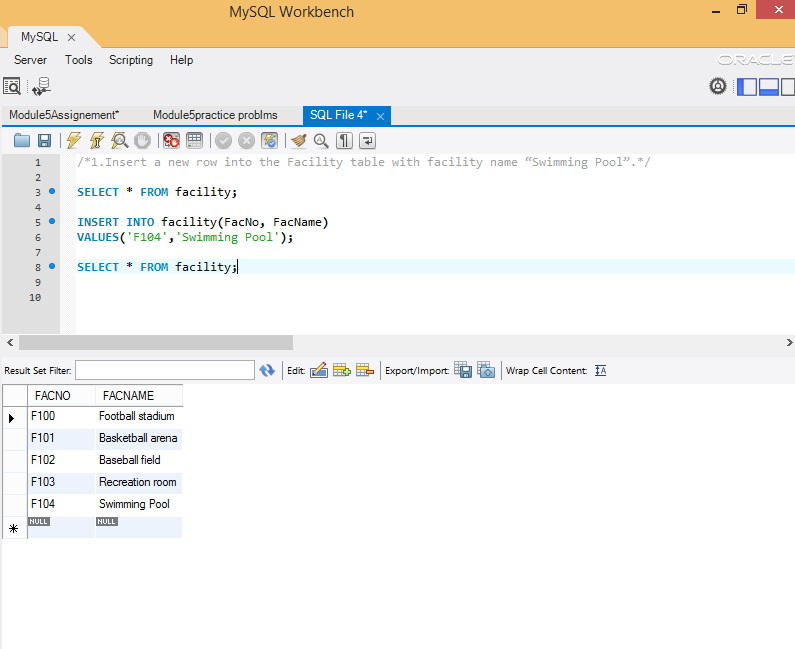 MySQL Workbench
MySQL
Server Tools Scripting Help
ORACLE
Module5Assignement* Module5practice problms SQL File 4*
1 /*1.Insert a new row into the Facility table with facility name “Swimming Pool”.*/
2
3 SELECT * FROM facility;
4
5 INSERT INTO facility(FacNo, FacName)
6 VALUES('F104','Swimming Pool');
7
8 SELECT * FROM facility;
9
10
Result Set Filter: Edit: Export/Import: Wrap Cell Content:
FACNO FACNAME
F100 Football stadium
F101 Basketball arena
F102 Baseball field
F103 Recreation room
F104 Swimming Pool
NULL NULL